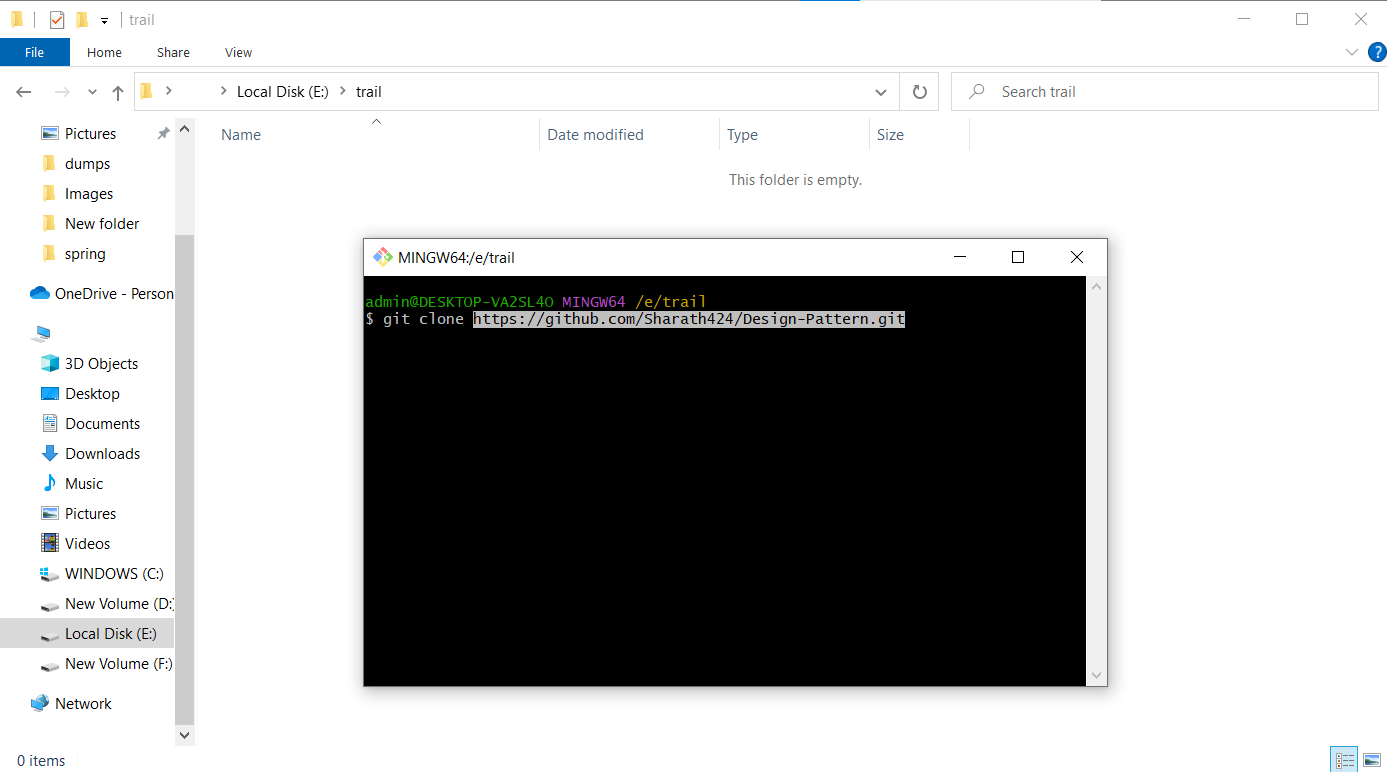 trail
File Home Share View
Local Disk (E:) trail
Search trail
Name Date modified Type Size
This folder is empty.
Pictures
dumps
Images
New folder
spring
OneDrive - Person
3D Objects
Desktop
Documents
Downloads
Music
Pictures
Videos
WINDOWS (C:)
New Volume (D:)
Local Disk (E:)
New Volume (F:)
Network
0 items
MINGW64:/e/trail
admin@DESKTOP-VA2SL4O MINGW64 /e/trail
$ git clone https://github.com/Sharath424/Design-Pattern.git